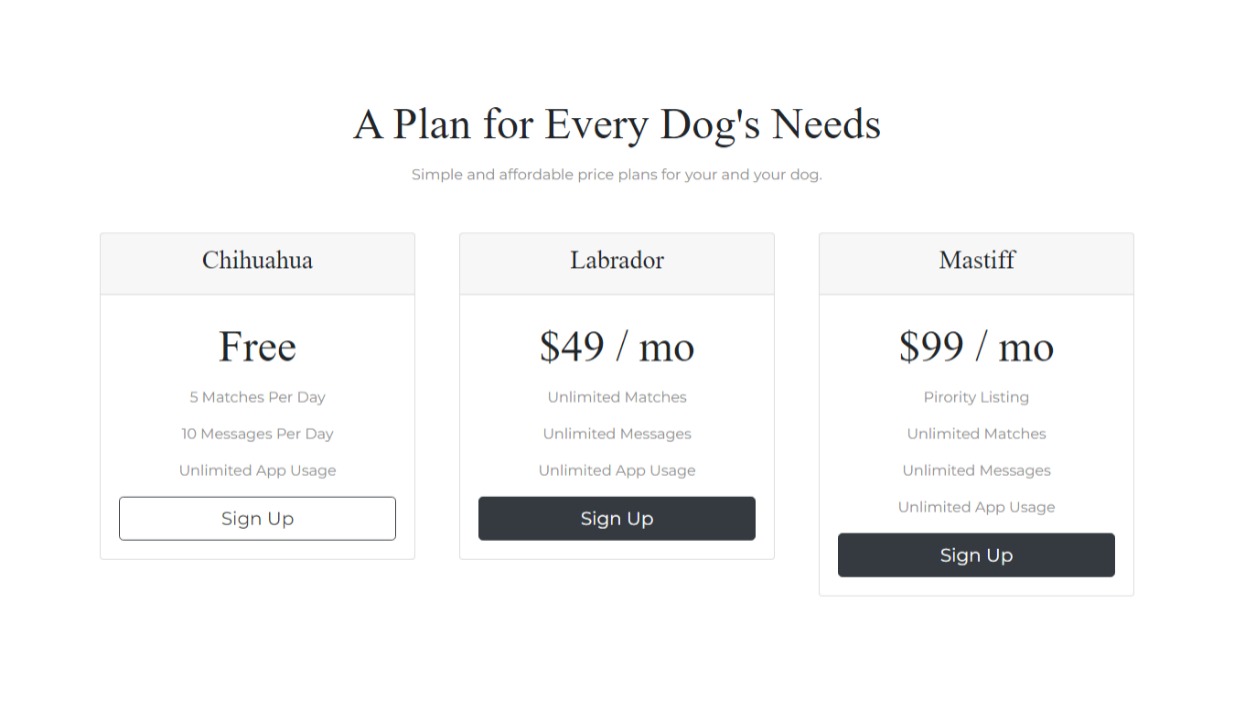 A Plan for Every Dog's Needs
Simple and affordable price plans for your and your dog.
Chihuahua
Free
5 Matches Per Day
10 Messages Per Day
Unlimited App Usage
Sign Up
Labrador
$49 / mo
Unlimited Matches
Unlimited Messages
Unlimited App Usage
Sign Up
Mastiff
$99 / mo
Pirority Listing
Unlimited Matches
Unlimited Messages
Unlimited App Usage
Sign Up